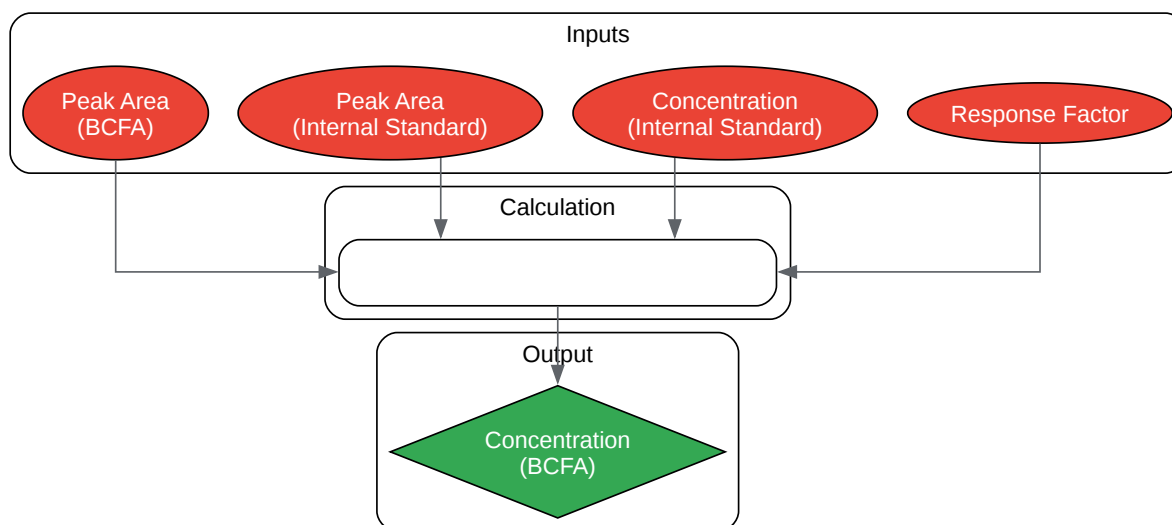 Inputs
Peak Area
(BCFA)
Peak Area
(Internal Standard)
Concentration
(Internal Standard)
Response Factor
Calculation
Output
Concentration
(BCFA)